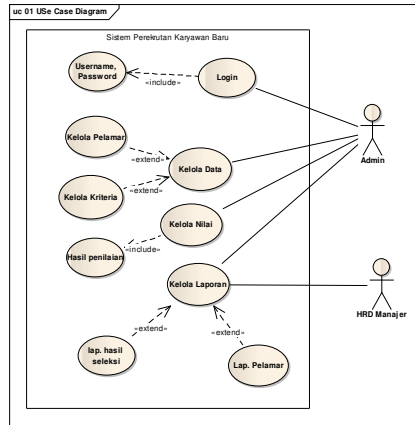 uc 01 USe Case Diagram
Sistem Perekrutan Karyawan Baru
Username,
Password
«include»
Login
Kelola Pelamar
«extend»
Kelola Data
Kelola Kriteria
«extend»
Admin
Kelola Nilai
Hasil penilaian
«include»
Kelola Laporan
HRD Manajer
«extend»
«extend»
lap. hasil
seleksi
Lap. Pelamar